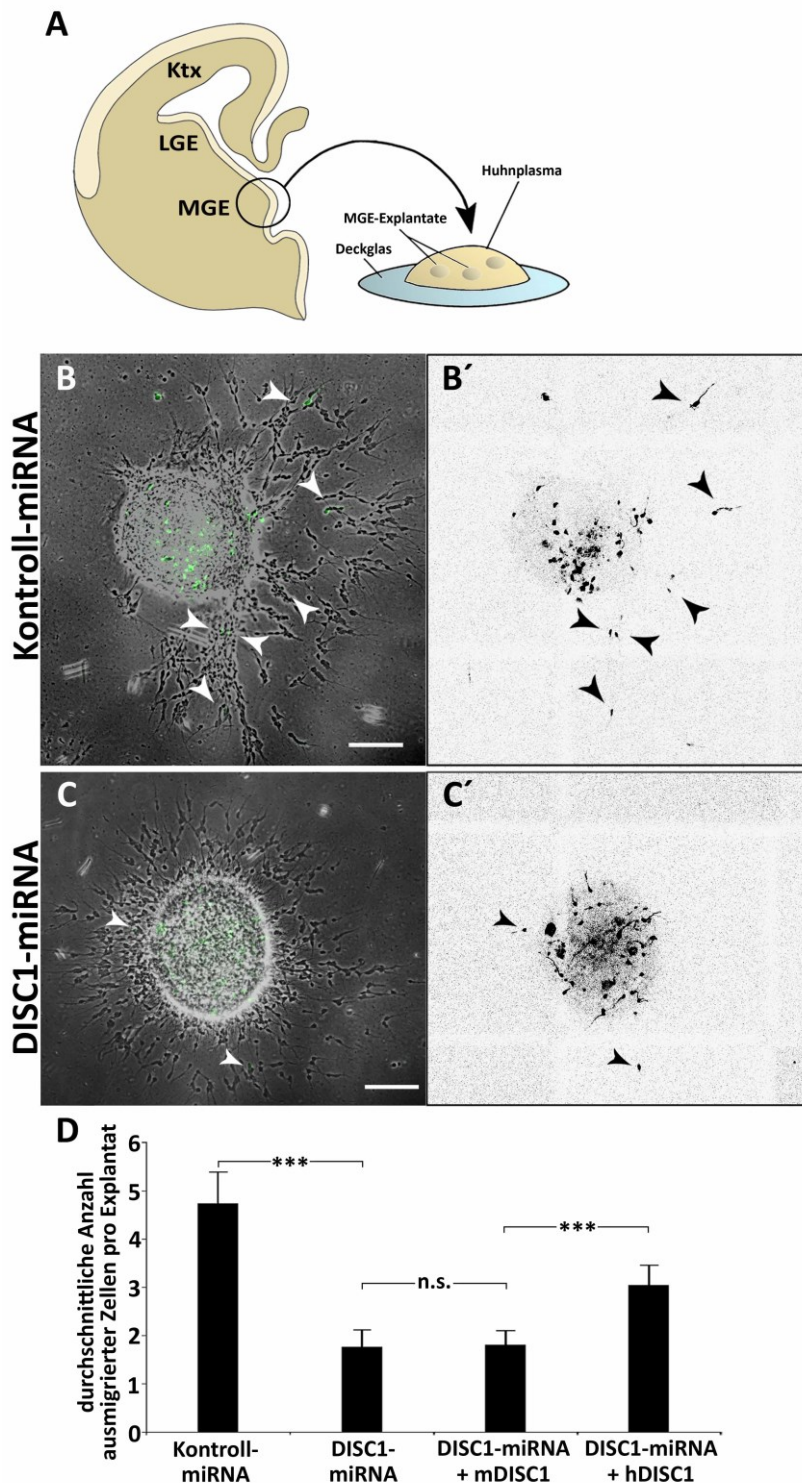 A
Ktx
LGE
MGE
Huhnplasma
MGE-Explantate
Deckglas
Kontroll-miRNA
B
B´
DISC1-miRNA
C
C´
D
durchschnittliche Anzahl
ausmigrierter Zellen pro Explantat
6
5
4
3
2
1
0
***
n.s.
***
Kontroll-
miRNA
DISC1-
miRNA
DISC1-miRNA
+ mDISC1
DISC1-miRNA
+ hDISC1